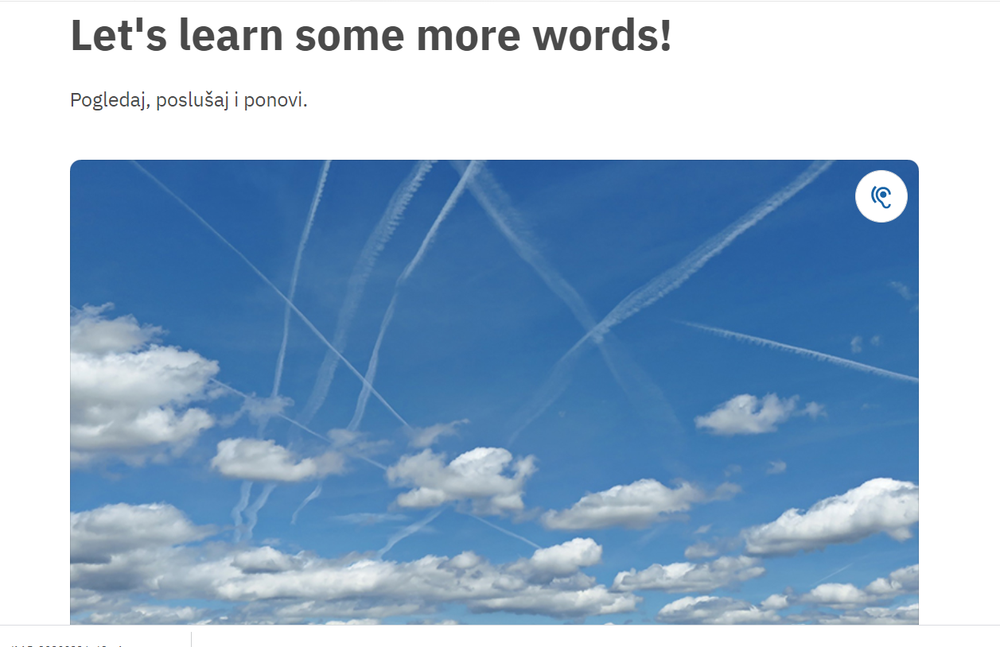 Let's learn some more words!
Pogledaj, poslušaj i ponovi.